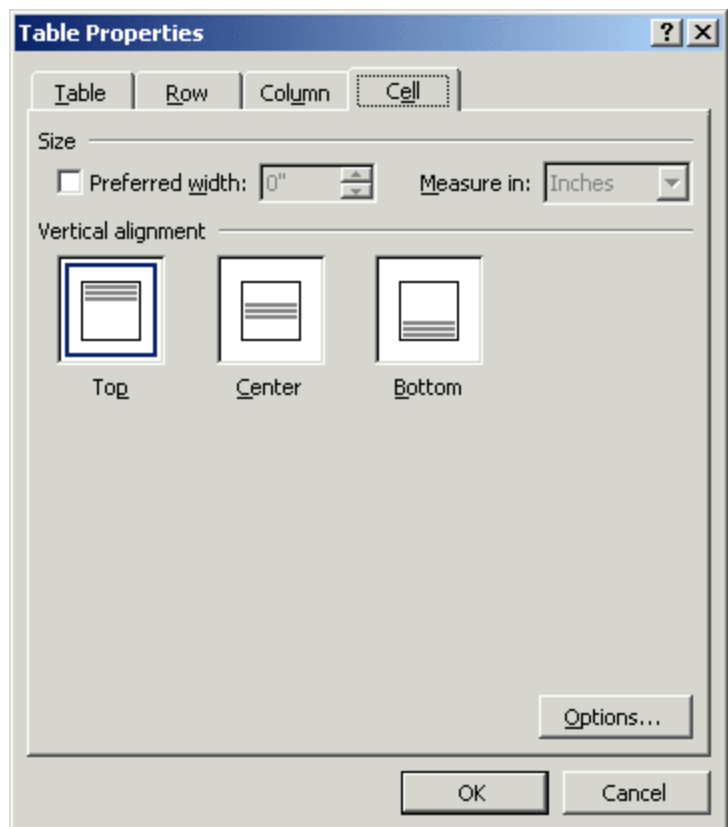 Table Properties
Table Row Column Cell
Size
Preferred width: 0" Measure in: Inches
Vertical alignment
Top Center Bottom
Options...
OK Cancel